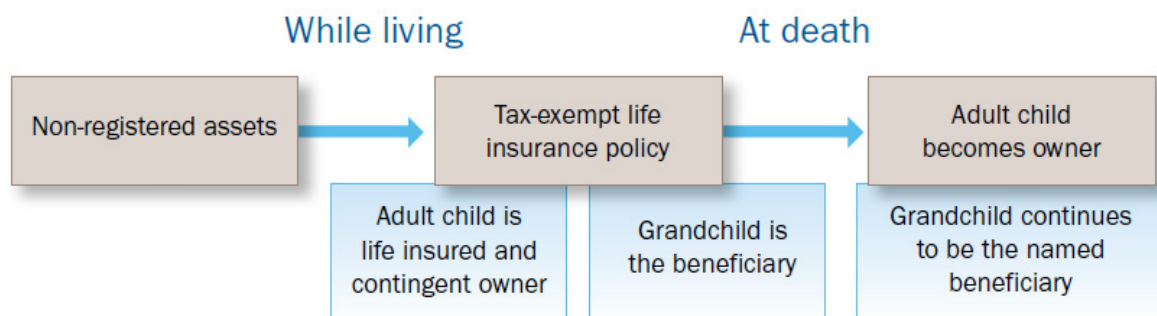 While living
At death
Non-registered assets
Tax-exempt life
insurance policy
Adult child
becomes owner
Adult child is
life insured and
contingent owner
Grandchild is
the beneficiary
Grandchild continues
to be the named
beneficiary